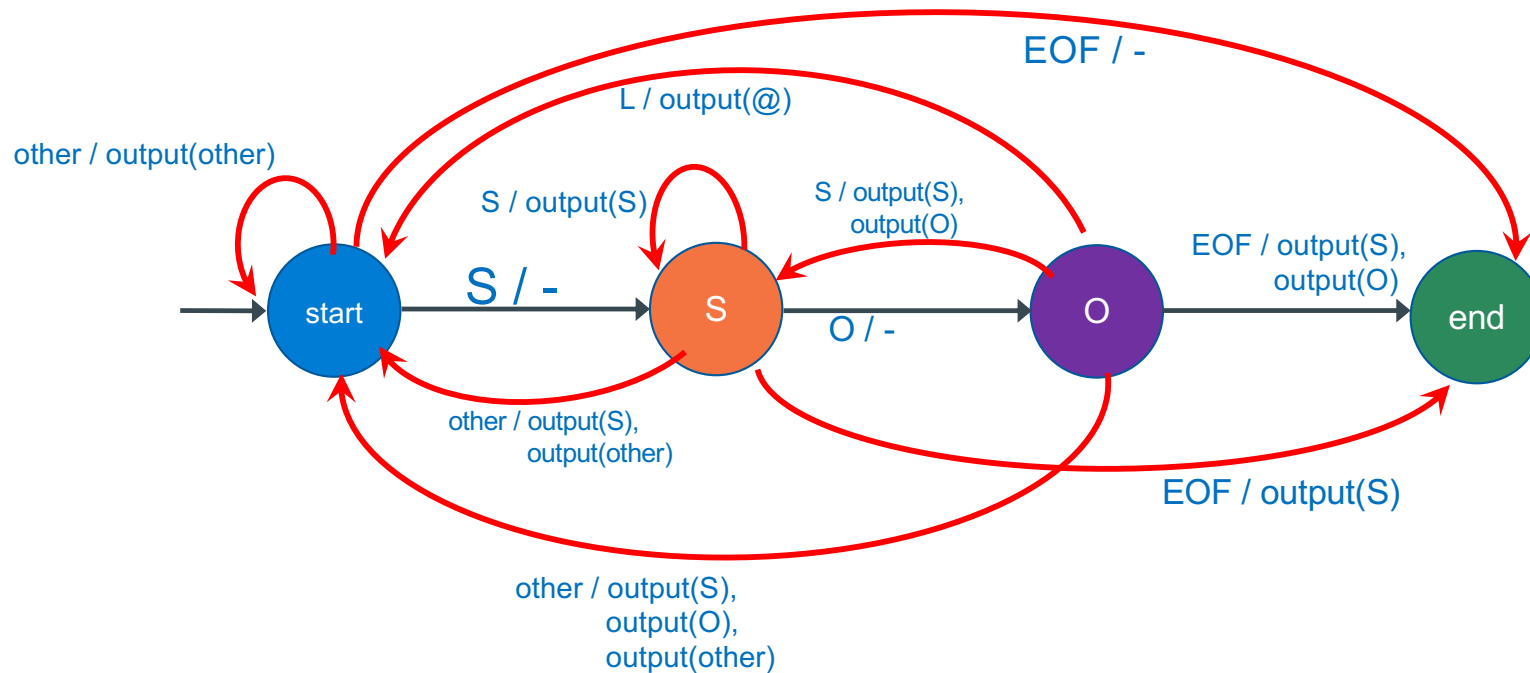 EOF / -
L / output(@)
other / output(other)
S / output(S)
S / output(S),
output(O)
EOF / output(S),
output(O)
start
S / -
S
O / -
O
end
other / output(S),
output(other)
EOF / output(S)
other / output(S),
output(O),
output(other)